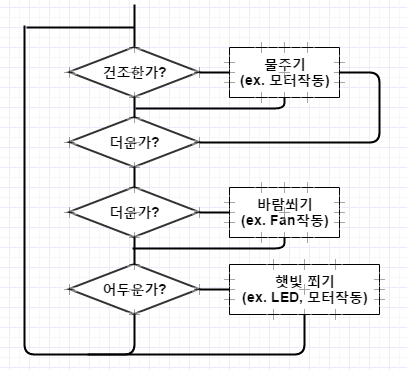 건조한가?
물주기
(ex. 모터작동)
더운가?
더운가?
바람쐬기
(ex. Fan작동)
어두운가?
햇빛 쬐기
(ex. LED, 모터작동)